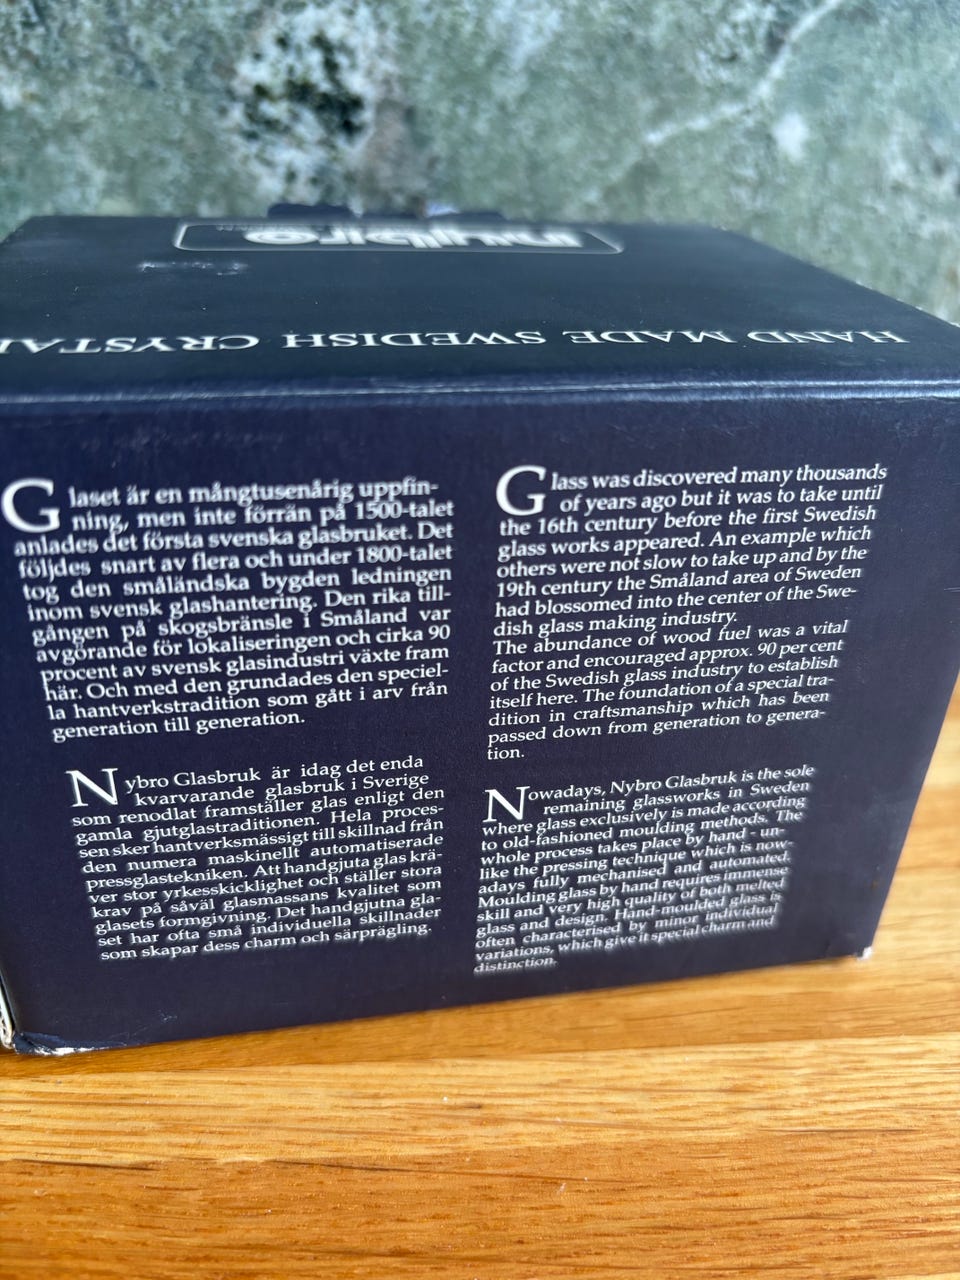 nybro
HAND MADE SWEDISH CRYSTAL
Glaset är en mångtusenårig uppfin-
ning, men inte förrän på 1500-talet
anlades det första svenska glasbruket. Det
följdes snart av flera och under 1800-talet
tog den småländska bygden ledningen
inom svensk glashantering. Den rika till-
gången på skogsbränsle i Småland var
avgörande för lokaliseringen och cirka 90
procent av svensk glasindustri växte fram
här. Och med den grundades den speciel-
la hantverkstradition som gått i arv från
generation till generation.
Nybro Glasbruk är idag det enda
kvarvarande glasbruk i Sverige
som renodlat framställer glas enligt den
gamla gjutglastraditionen. Hela proces-
sen sker hantverksmässigt till skillnad från
den numera maskinellt automatiserade
pressglastekniken. Att handgjuta glas krä-
ver stor yrkesskicklighet och ställer stora
krav på såväl glasmassans kvalitet som
glasets formgivning. Det handgjutna gla-
set har ofta små individuella skillnader
som skapar dess charm och särprägling.
Glass was discovered many thousands
of years ago but it was to take until
the 16th century before the first Swedish
glass works appeared. An example which
others were not slow to take up and by the
19th century the Småland area of Sweden
had blossomed into the center of the Swe-
dish glass making industry.
The abundance of wood fuel was a vital
factor and encouraged approx. 90 per cent
of the Swedish glass industry to establish
itself here. The foundation of a special tra-
dition in craftsmanship which has been
passed down from generation to genera-
tion.
Nowadays, Nybro Glasbruk is the sole
remaining glassworks in Sweden
where glass exclusively is made according
to old-fashioned moulding methods. The
whole process takes place by hand - un-
like the pressing technique which is now-
adays fully mechanised and automated.
Moulding glass by hand requires immense
skill and very high quality of both melted
glass and design. Hand-moulded glass is
often characterised by minor individual
variations, which give it special charm and
distinction.